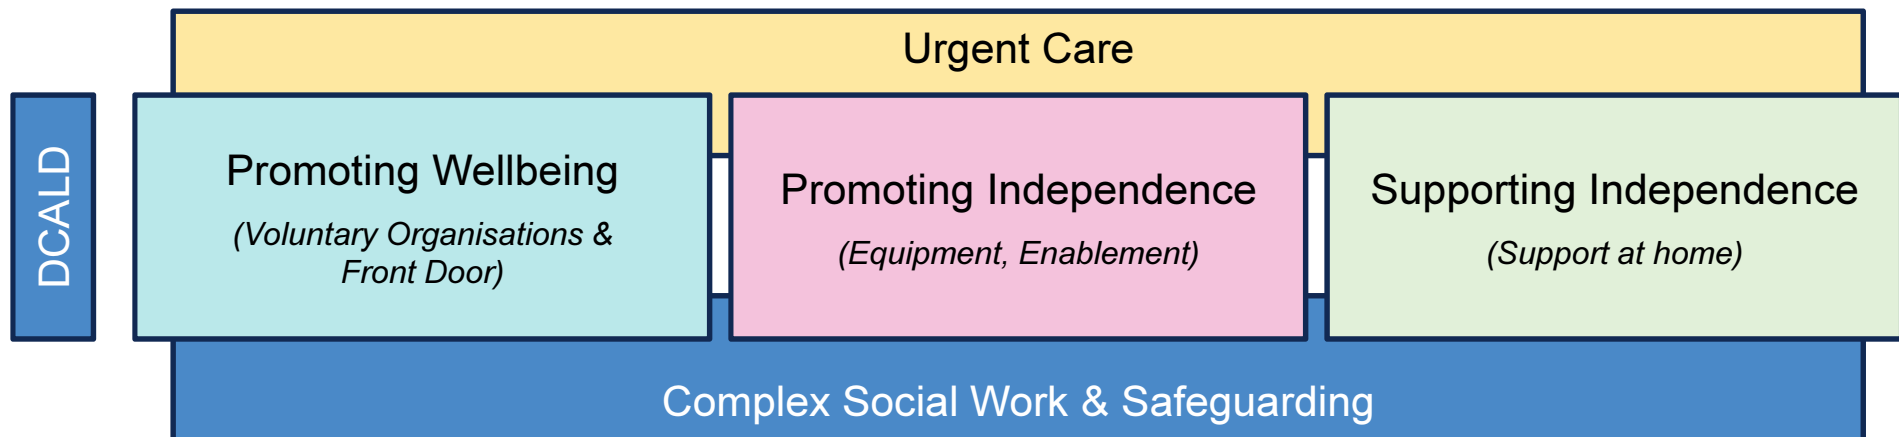 Urgent Care
DCALD
Promoting Wellbeing
(Voluntary Organisations &
Front Door)
Promoting Independence
(Equipment, Enablement)
Supporting Independence
(Support at home)
Complex Social Work & Safeguarding